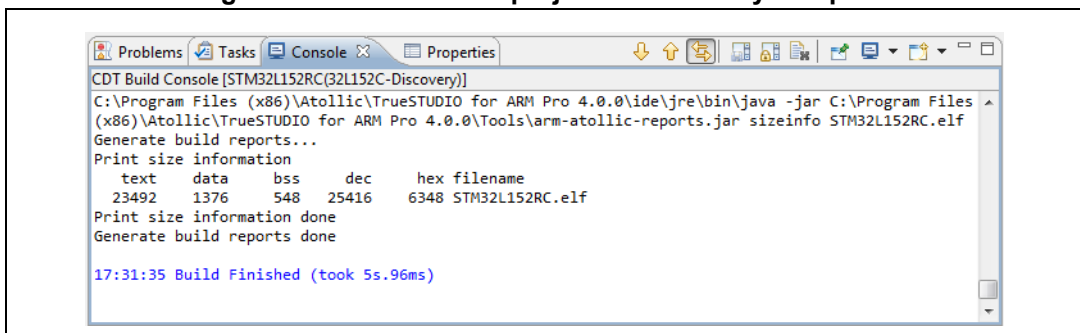 Problems Tasks Console Properties
CDT Build Console [STM32L152RC(32L152C-Discovery)]
C:\Program Files (x86)\Atollic\TrueSTUDIO for ARM Pro 4.0.0\ide\jre\bin\java -jar C:\Program Files
(x86)\Atollic\TrueSTUDIO for ARM Pro 4.0.0\Tools\arm-atollic-reports.jar sizeinfo STM32L152RC.elf
Generate build reports...
Print size information
text data bss dec hex filename
23492 1376 548 25416 6348 STM32L152RC.elf
Print size information done
Generate build reports done
17:31:35 Build Finished (took 5s.96ms)